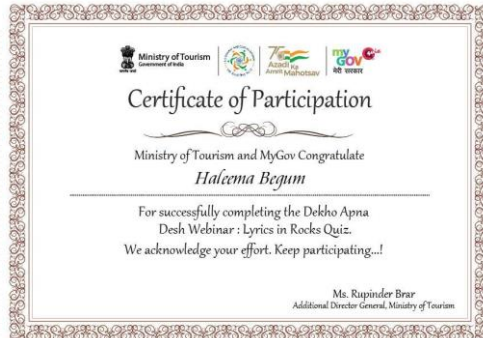 Ministry of Tourism
Government of India
Azadi Ka
Amrit Mahotsav
my
GOV
मेरी सरकार
Certificate of Participation
Ministry of Tourism and MyGov Congratulate
Haleema Begum
For successfully completing the Dekho Apna
Desh Webinar : Lyrics in Rocks Quiz.
We acknowledge your effort. Keep participating...!
Ms. Rupinder Brar
Additional Director General, Ministry of Tourism